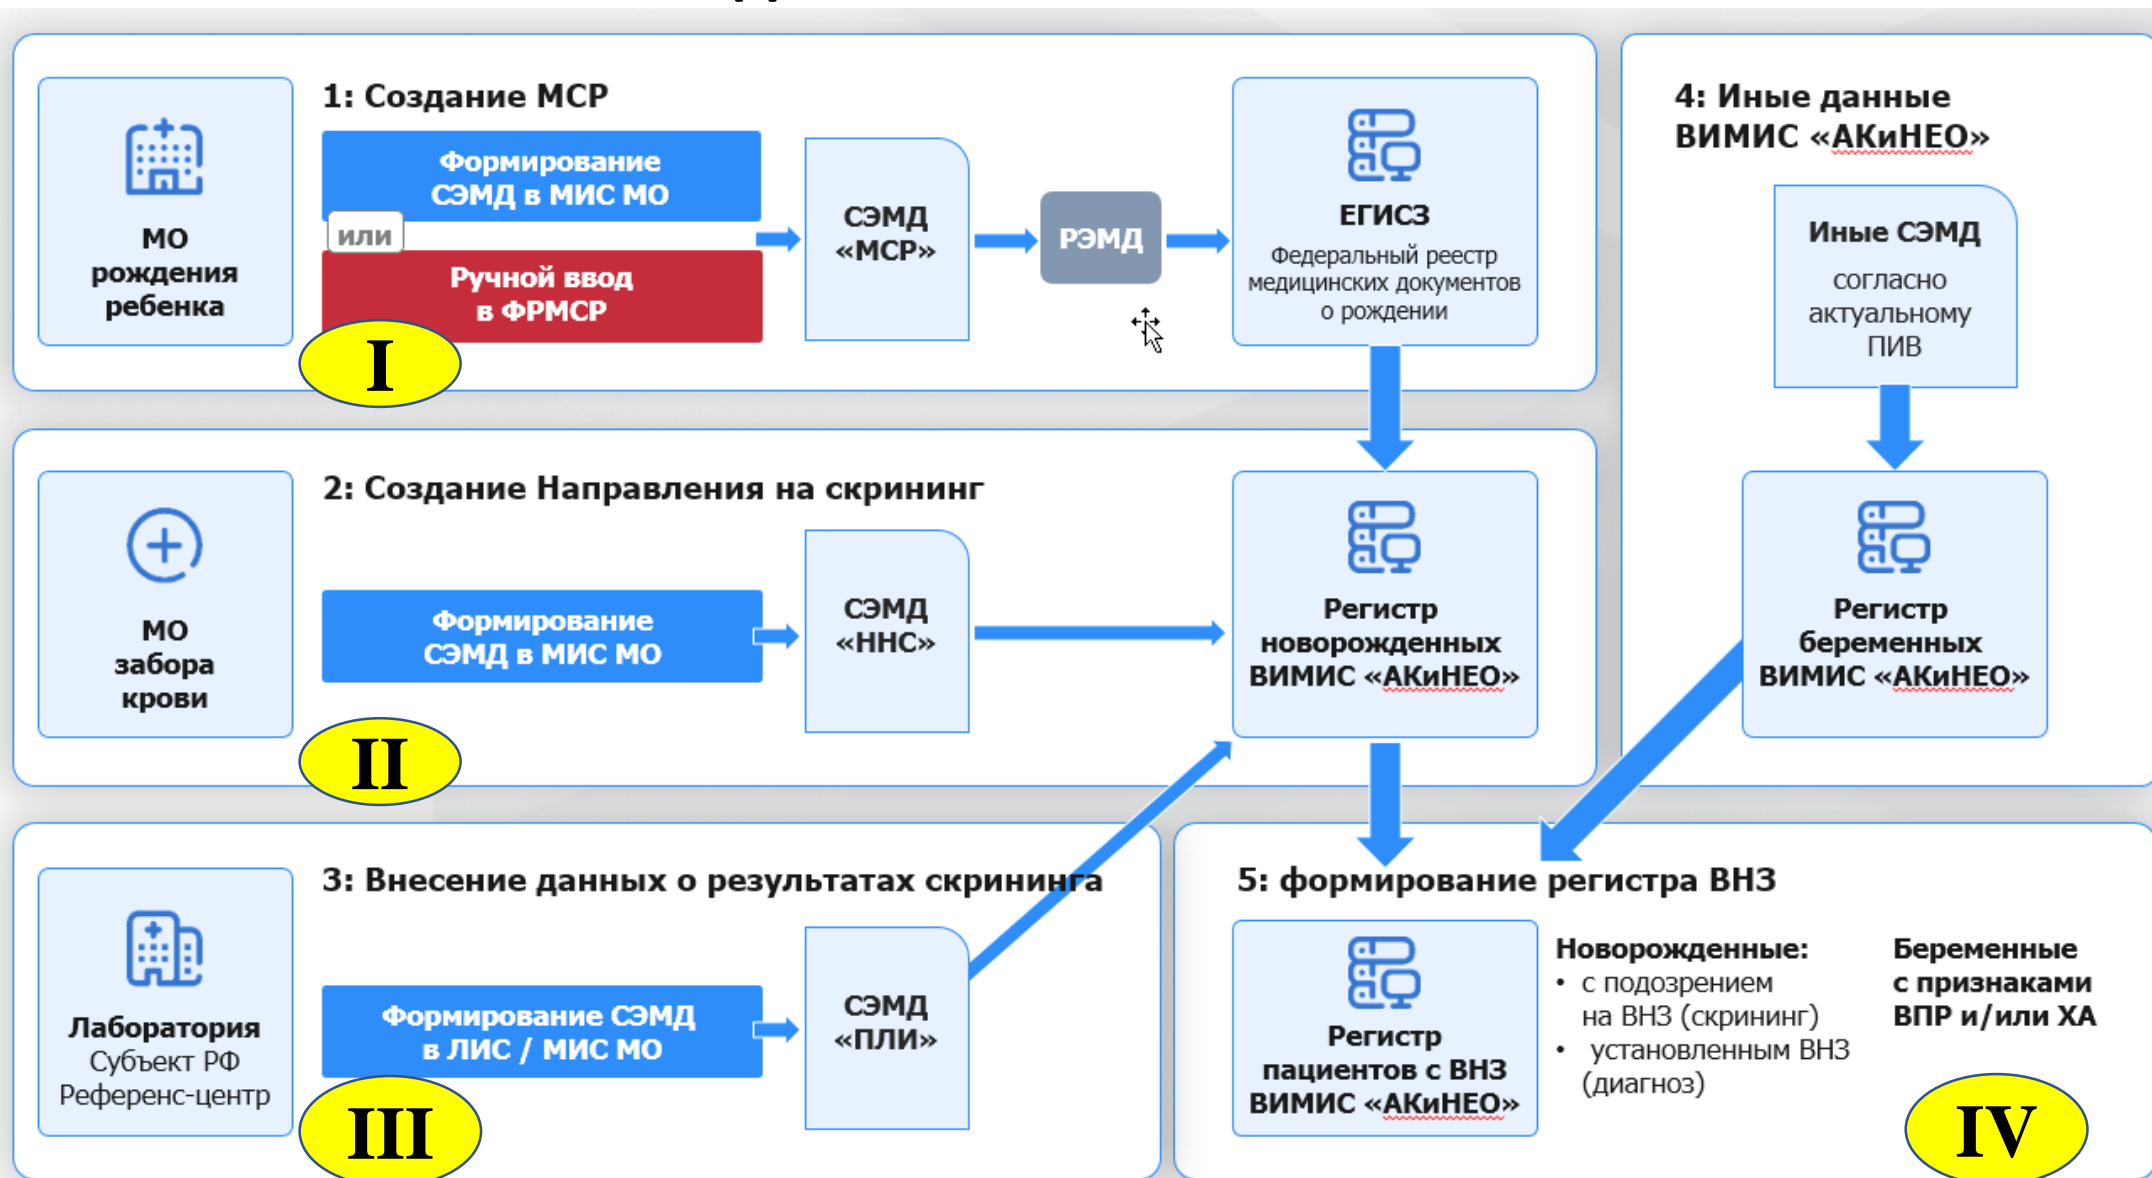 1: Создание МСР
МО
рождения
ребенка
Формирование
СЭМД в МИС МО
или
Ручной ввод
в ФРМСР
I
СЭМД
«МСР»
РЭМД
ЕГИСЗ
Федеральный реестр
медицинских документов
о рождении
4: Иные данные
ВИМИС «АКиНЕО»
Иные СЭМД
согласно
актуальному
ПИВ
Регистр
беременных
ВИМИС «АКиНЕО»
2: Создание Направления на скрининг
МО
забора
крови
Формирование
СЭМД в МИС МО
II
СЭМД
«ННС»
Регистр
новорожденных
ВИМИС «АКиНЕО»
3: Внесение данных о результатах скрининга
Лаборатория
Субъект РФ
Референс-центр
Формирование СЭМД
в ЛИС / МИС МО
III
СЭМД
«ПЛИ»
5: формирование регистра ВНЗ
Регистр
пациентов с ВНЗ
ВИМИС «АКиНЕО»
Новорожденные:
• с подозрением
на ВНЗ (скрининг)
• установленным ВНЗ
(диагноз)
Беременные
с признаками
ВПР и/или ХА
IV